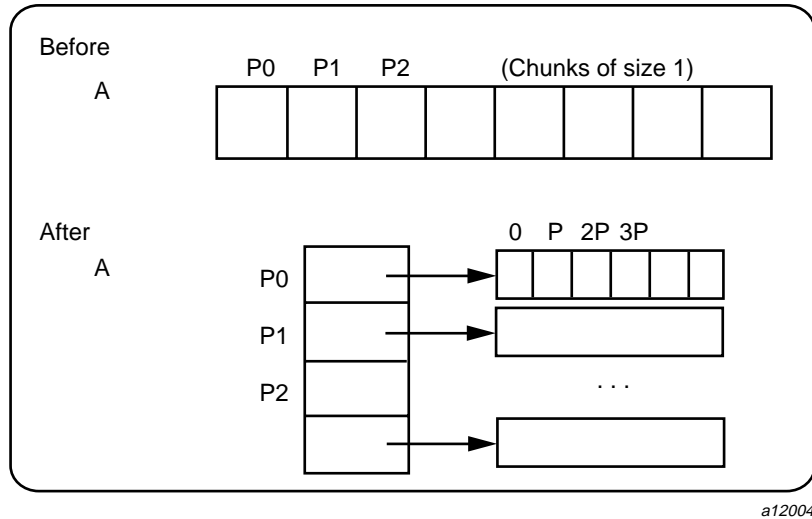 Before
P0 P1 P2 (Chunks of size 1)
A
After
0 P 2P 3P
A
P0
P1
P2
. . .
a12004